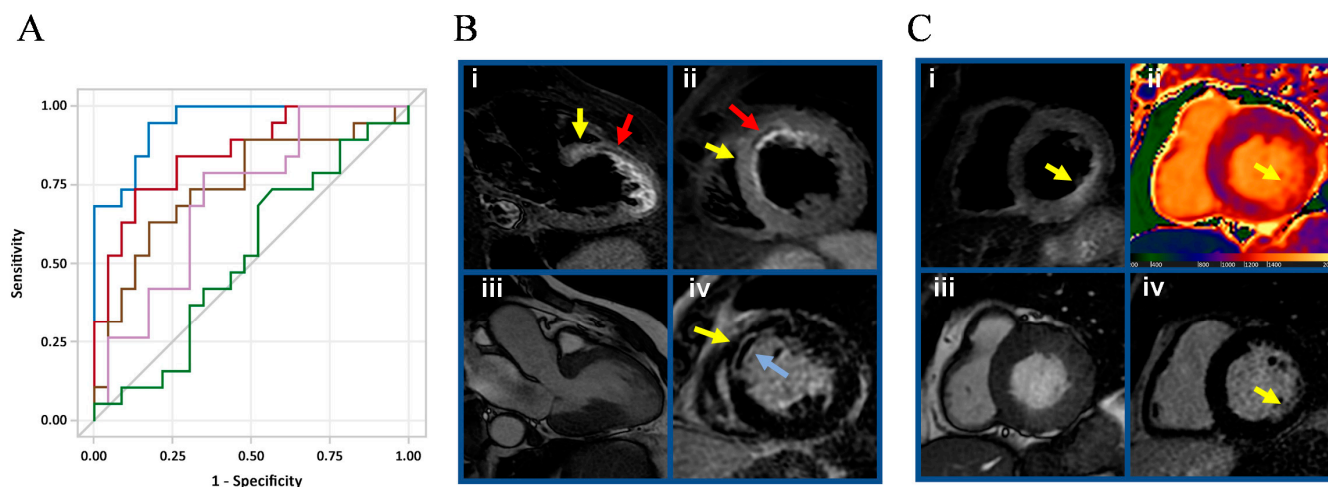 A
B
C
1.00
0.75
0.50
0.25
0.00
Sensitivity
0.00 0.25 0.50 0.75 1.00
1 - Specificity
i
ii
iii
iv
i
ii
400 800 1000 1200 1400
iii
iv